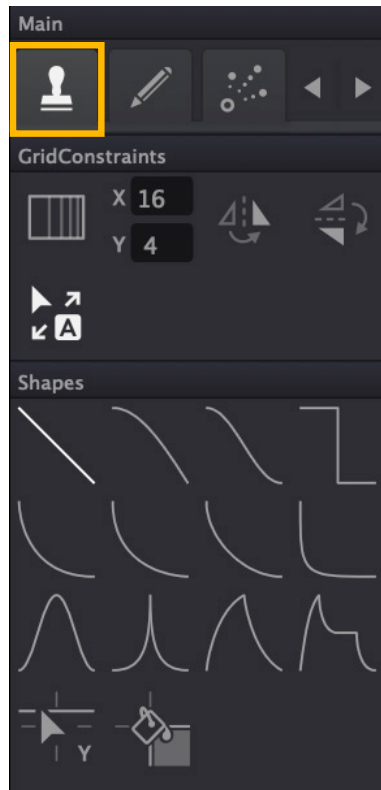 Main
GridConstraints
X 16
Y 4
A
Shapes
Y